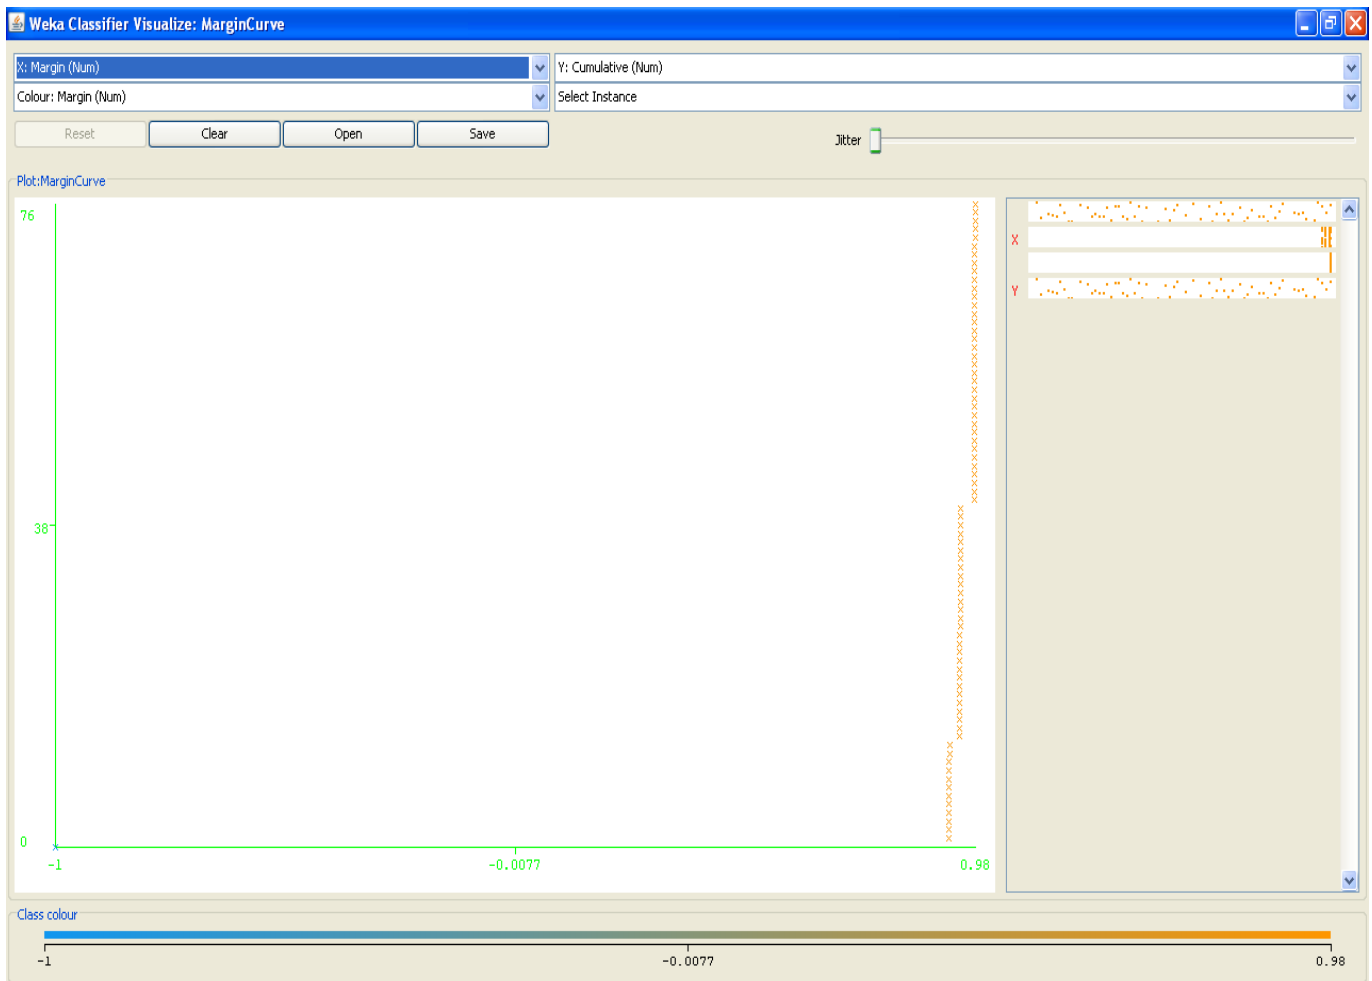 Weka Classifier Visualize: MarginCurve
X: Margin (Num)
Y: Cumulative (Num)
Colour: Margin (Num)
Select Instance
Reset
Clear
Open
Save
Jitter
Plot:MarginCurve
76
38
0
-1
-0.0077
0.98
X
Y
Class colour
-1
-0.0077
0.98